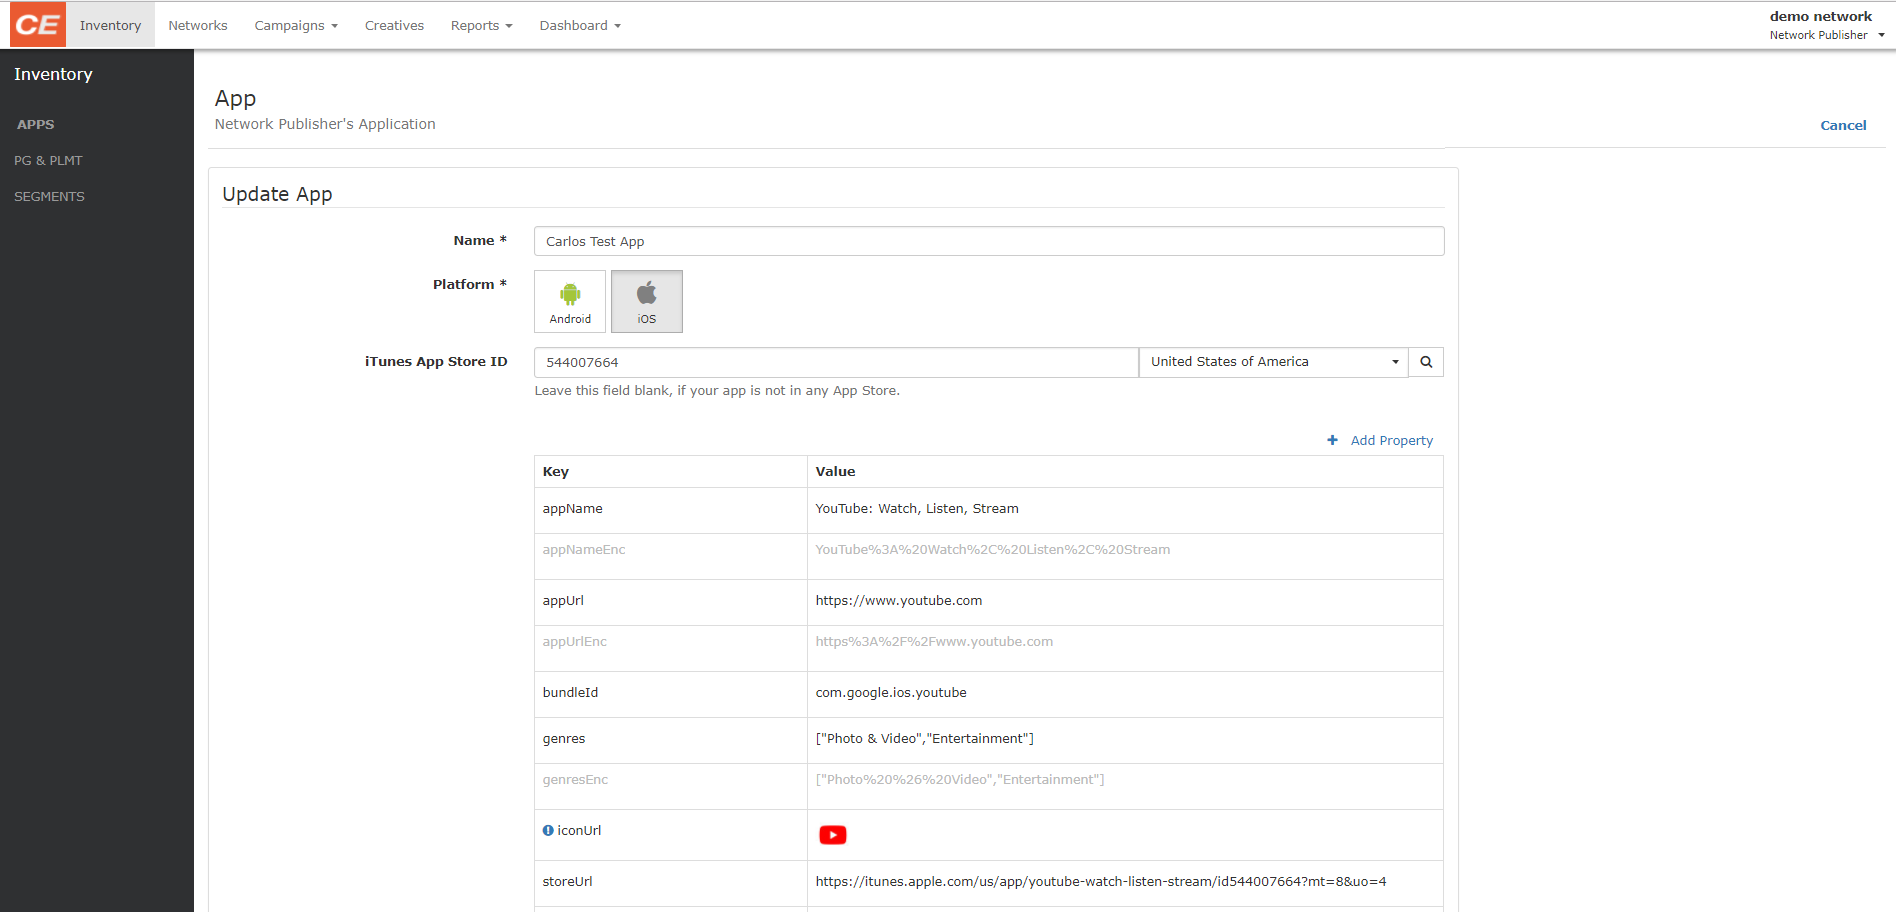 CE Inventory Networks Campaigns Creatives Reports Dashboard
demo network
Network Publisher
Inventory
APPS
PG & PLMT
SEGMENTS
App
Network Publisher's Application
Cancel
Update App
Name * Carlos Test App
Platform *
Android iOS
iTunes App Store ID 544007664 United States of America
Leave this field blank, if your app is not in any App Store.
Add Property
Key Value
appName YouTube: Watch, Listen, Stream
appNameEnc YouTube%3A%20Watch%2C%20Listen%2C%20Stream
appUrl https://www.youtube.com
appUrlEnc https%3A%2F%2Fwww.youtube.com
bundleId com.google.ios.youtube
genres ["Photo & Video","Entertainment"]
genresEnc ["Photo%20%26%20Video","Entertainment"]
iconUrl
storeUrl https://itunes.apple.com/us/app/youtube-watch-listen-stream/id544007664?mt=8&uo=4